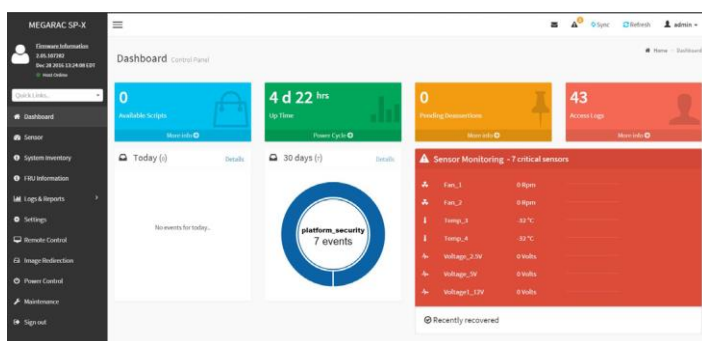 MEGARAC SP-X
Firmware Information
2.05.107202
Dec 28 2016 13:24:08 EDT
Host Online
Quick Links...
Dashboard
Sensor
System Inventory
FRU Information
Logs & Reports
Settings
Remote Control
Image Redirection
Power Control
Maintenance
Sign out
Sync
Refresh
admin
Dashboard Control Panel
Home > Dashboard
0
Available Scripts
More info
4 d 22 hrs
Up Time
Power Cycle
0
Pending Deassertions
More info
43
Access Logs
More info
Today (0) Details
No events for today..
30 days (7) Details
platform_security
7 events
Sensor Monitoring - 7 critical sensors
Fan_1 0 Rpm
Fan_2 0 Rpm
Temp_3 -32 °C
Temp_4 -32 °C
Voltage_2.5V 0 Volts
Voltage_5V 0 Volts
Voltage1_12V 0 Volts
Recently recovered